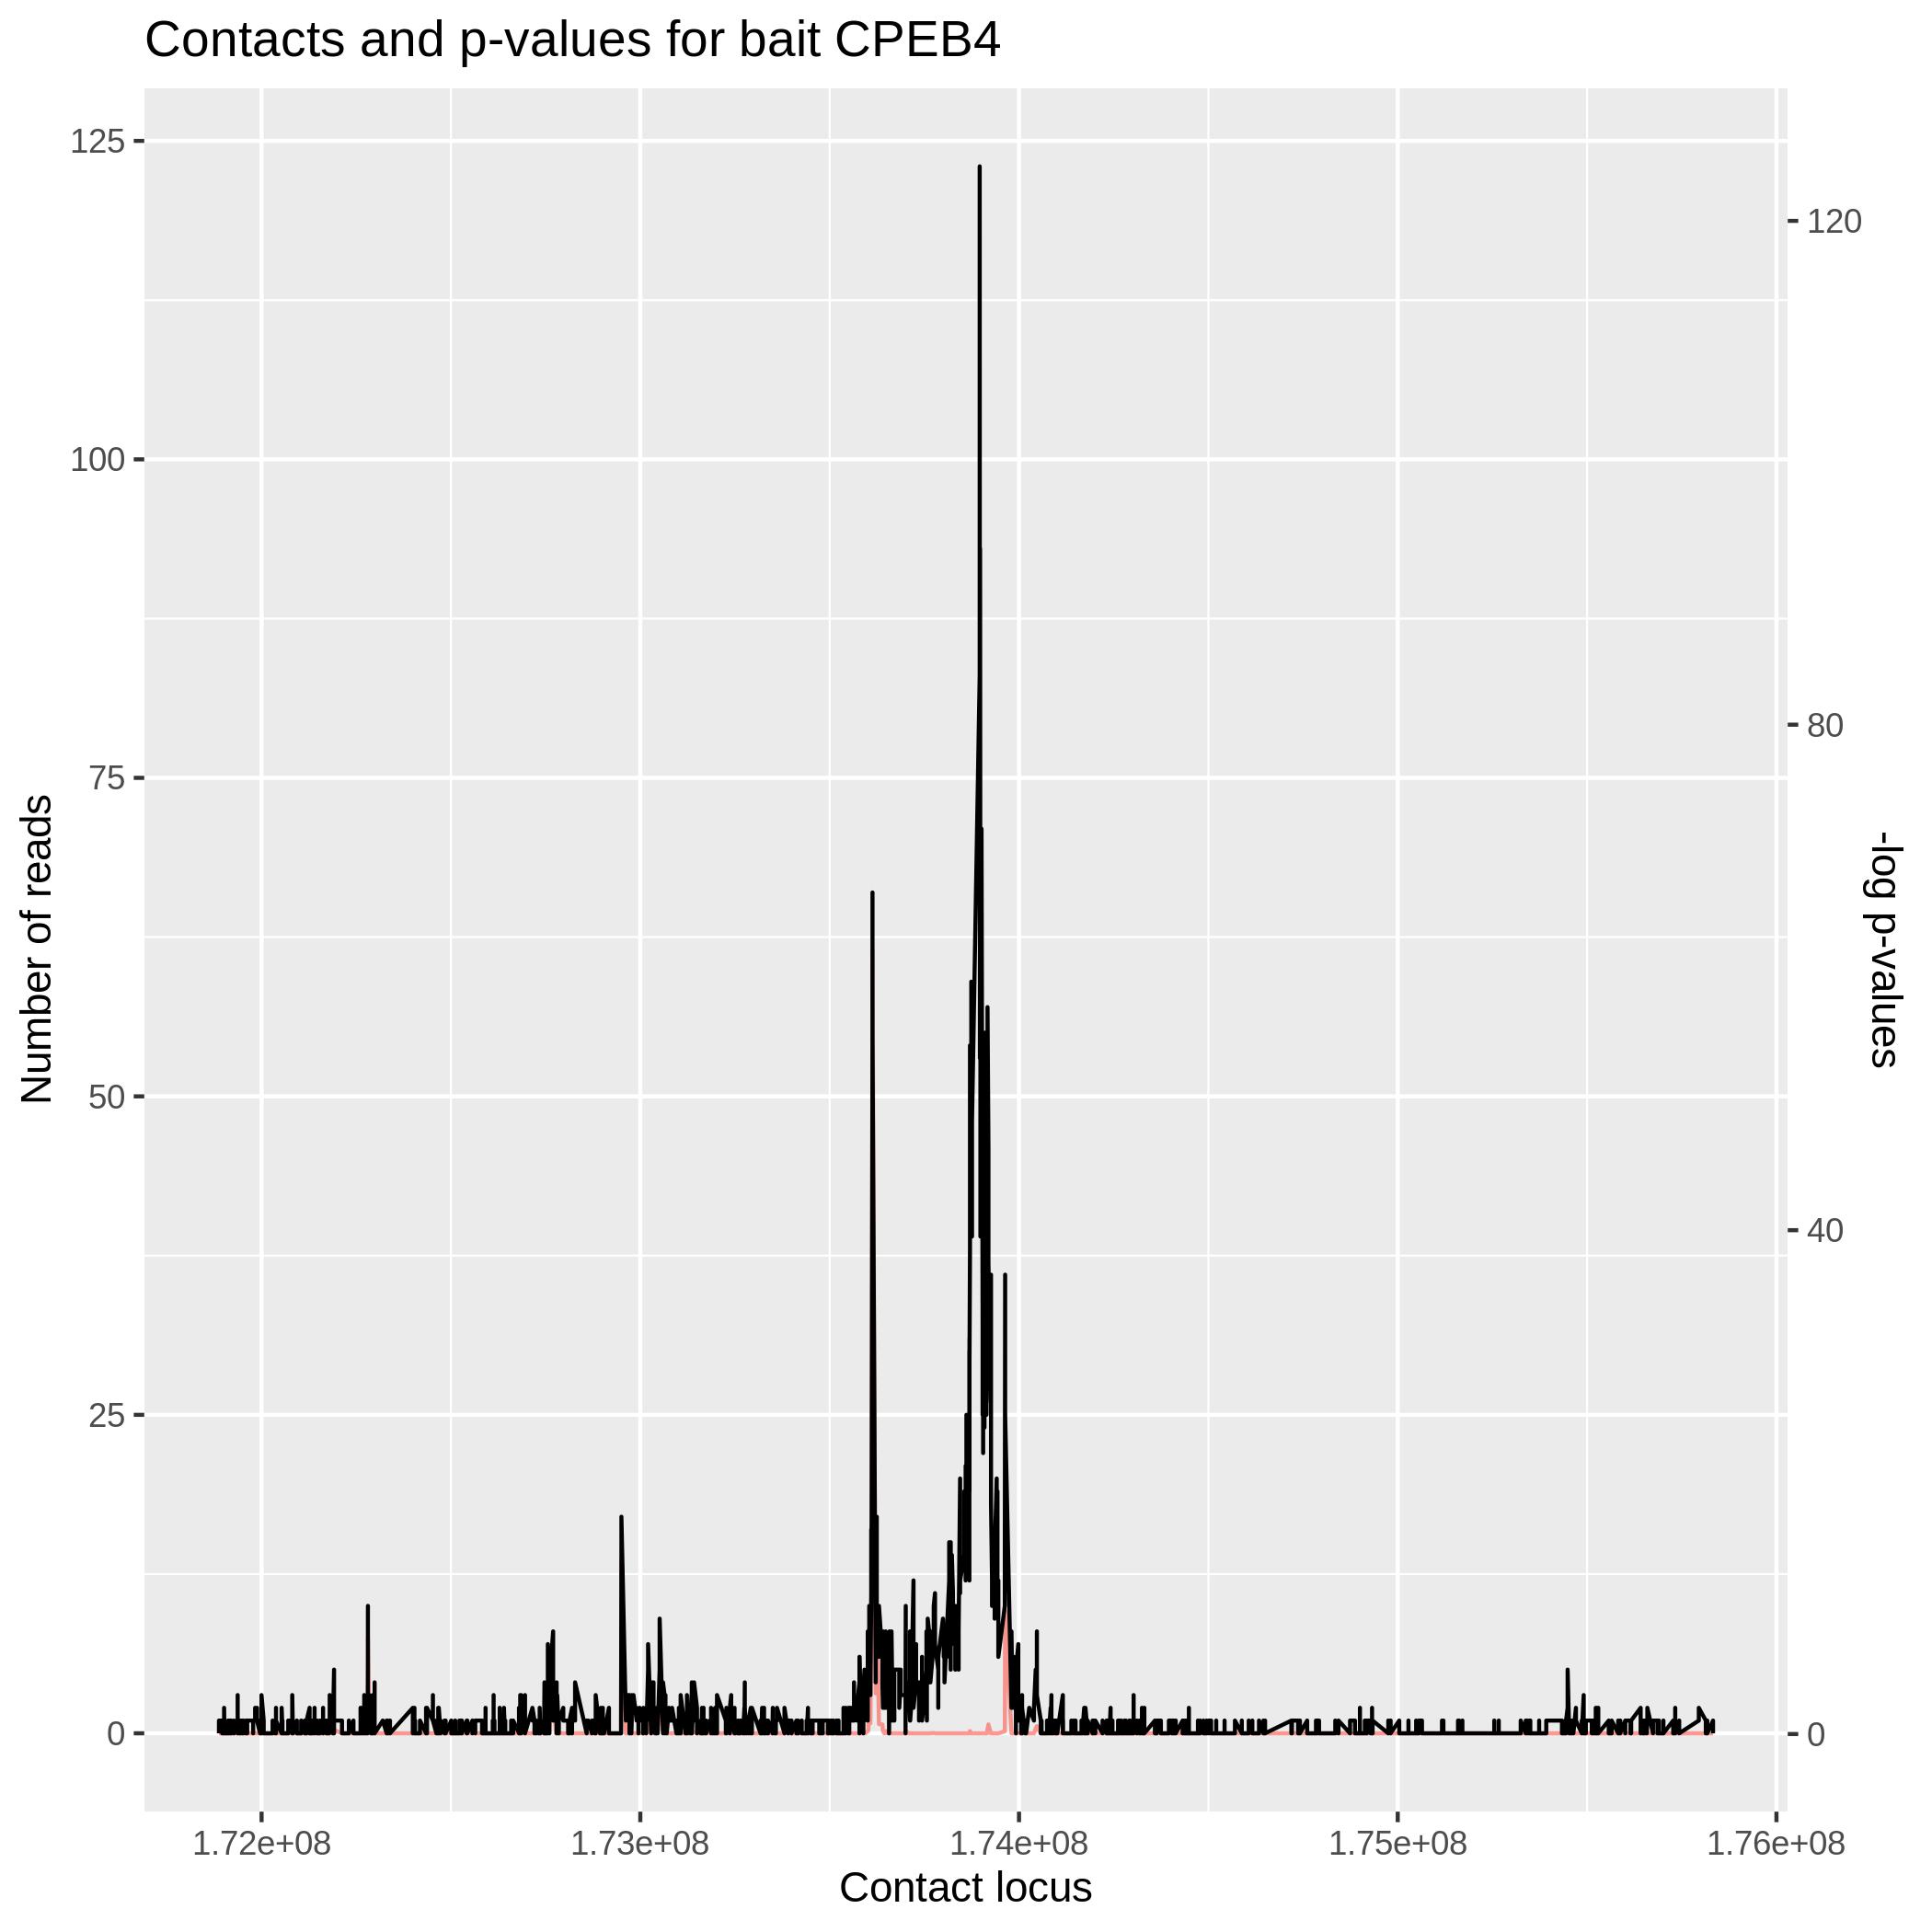 Contacts and p-values for bait CPEB4
125
100
75
50
25
0
Number of reads
120
80
40
0
-log p-values
1.72e+08
1.73e+08
1.74e+08
1.75e+08
1.76e+08
Contact locus